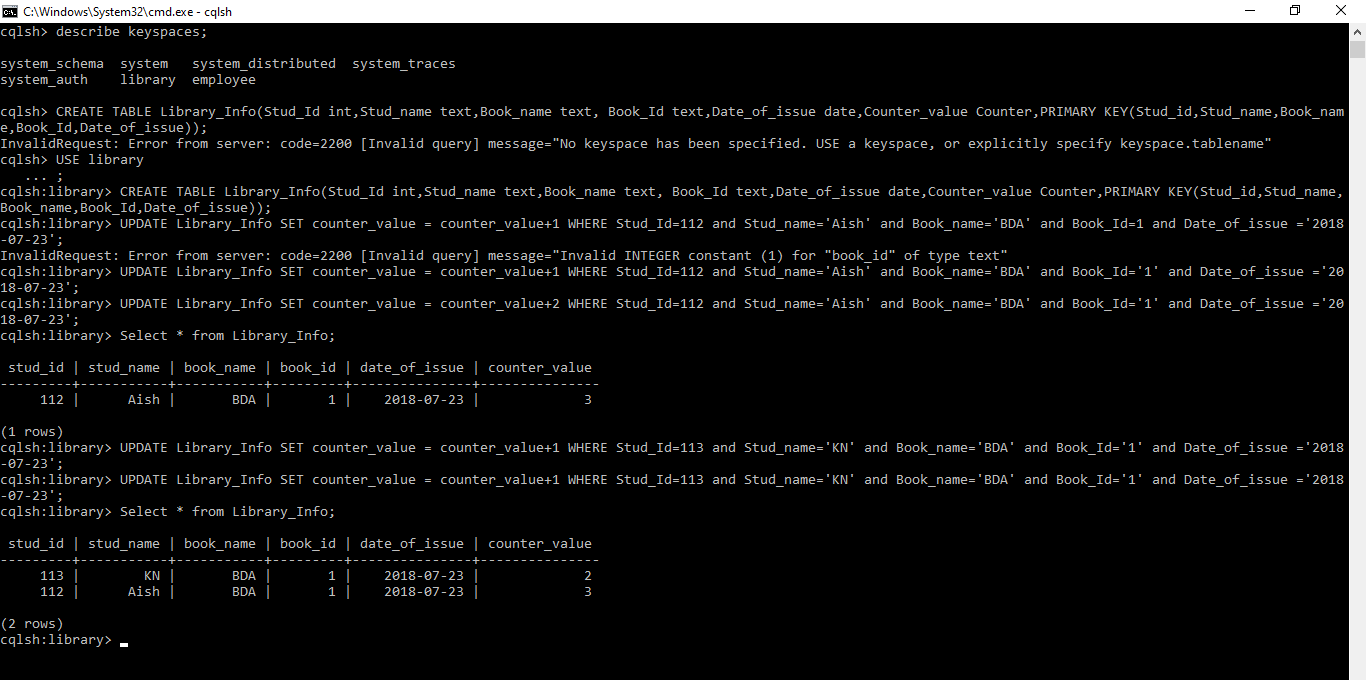 C:\Windows\System32\cmd.exe - cqlsh
cqlsh> describe keyspaces;
system_schema  system   system_distributed  system_traces
system_auth    library  employee
cqlsh> CREATE TABLE Library_Info(Stud_Id int,Stud_name text,Book_name text, Book_Id text,Date_of_issue date,Counter_value Counter,PRIMARY KEY(Stud_id,Stud_name,Book_nam
e,Book_Id,Date_of_issue));
InvalidRequest: Error from server: code=2200 [Invalid query] message="No keyspace has been specified. USE a keyspace, or explicitly specify keyspace.tablename"
cqlsh> USE library
   ... ;
cqlsh:library> CREATE TABLE Library_Info(Stud_Id int,Stud_name text,Book_name text, Book_Id text,Date_of_issue date,Counter_value Counter,PRIMARY KEY(Stud_id,Stud_name,
Book_name,Book_Id,Date_of_issue));
cqlsh:library> UPDATE Library_Info SET counter_value = counter_value+1 WHERE Stud_Id=112 and Stud_name='Aish' and Book_name='BDA' and Book_Id=1 and Date_of_issue ='2018
-07-23';
InvalidRequest: Error from server: code=2200 [Invalid query] message="Invalid INTEGER constant (1) for "book_id" of type text"
cqlsh:library> UPDATE Library_Info SET counter_value = counter_value+1 WHERE Stud_Id=112 and Stud_name='Aish' and Book_name='BDA' and Book_Id='1' and Date_of_issue ='20
18-07-23';
cqlsh:library> UPDATE Library_Info SET counter_value = counter_value+2 WHERE Stud_Id=112 and Stud_name='Aish' and Book_name='BDA' and Book_Id='1' and Date_of_issue ='20
18-07-23';
cqlsh:library> Select * from Library_Info;
 stud_id | stud_name | book_name | book_id | date_of_issue | counter_value
---------+-----------+-----------+---------+---------------+---------------
     112 |      Aish |       BDA |       1 |    2018-07-23 |             3
(1 rows)
cqlsh:library> UPDATE Library_Info SET counter_value = counter_value+1 WHERE Stud_Id=113 and Stud_name='KN' and Book_name='BDA' and Book_Id='1' and Date_of_issue ='2018
-07-23';
cqlsh:library> UPDATE Library_Info SET counter_value = counter_value+1 WHERE Stud_Id=113 and Stud_name='KN' and Book_name='BDA' and Book_Id='1' and Date_of_issue ='2018
-07-23';
cqlsh:library> Select * from Library_Info;
 stud_id | stud_name | book_name | book_id | date_of_issue | counter_value
---------+-----------+-----------+---------+---------------+---------------
     113 |        KN |       BDA |       1 |    2018-07-23 |             2
     112 |      Aish |       BDA |       1 |    2018-07-23 |             3
(2 rows)
cqlsh:library>